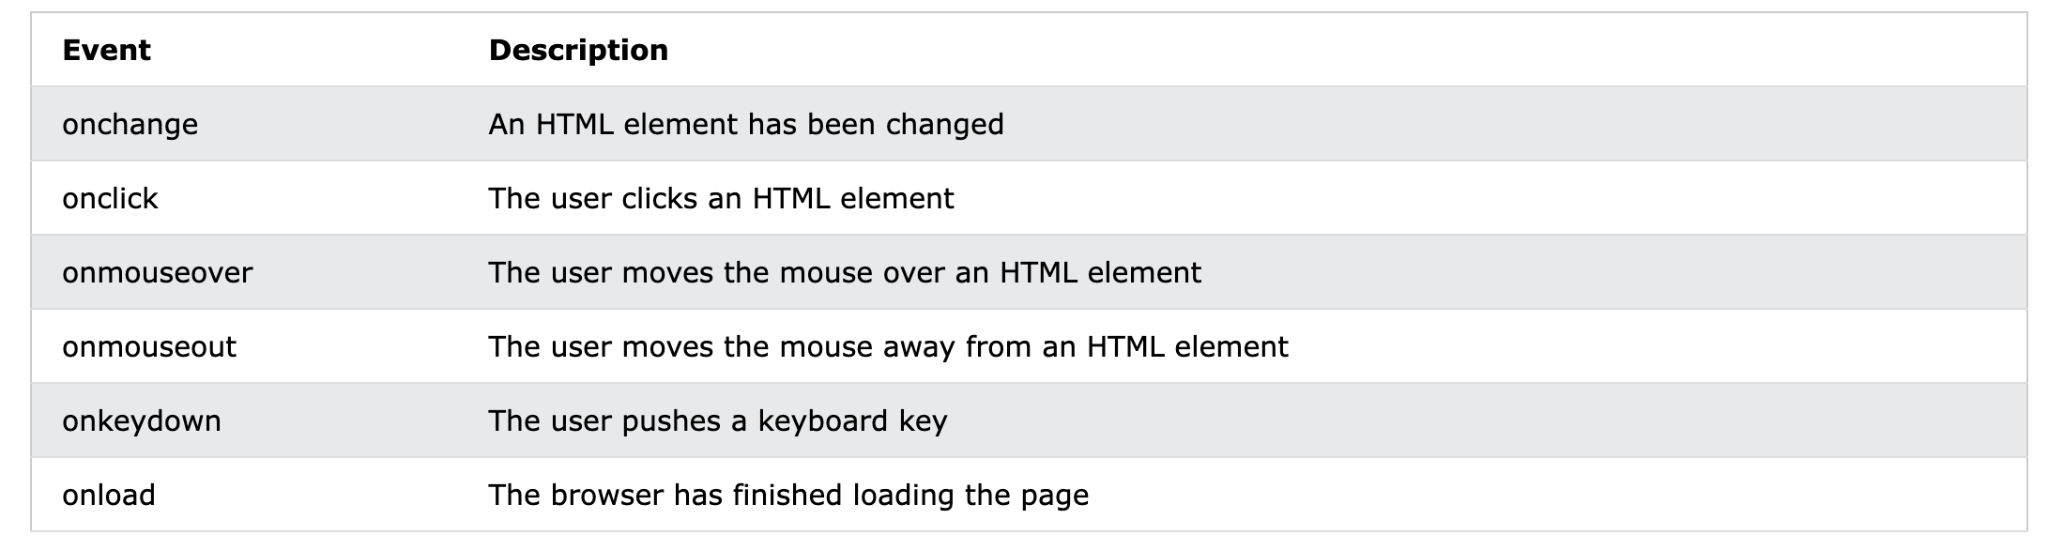 Event Description
onchange An HTML element has been changed
onclick The user clicks an HTML element
onmouseover The user moves the mouse over an HTML element
onmouseout The user moves the mouse away from an HTML element
onkeydown The user pushes a keyboard key
onload The browser has finished loading the page